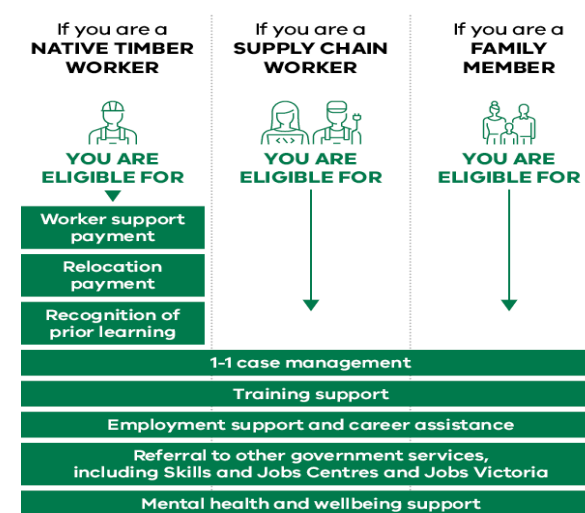 If you are a
NATIVE TIMBER
WORKER
YOU ARE
ELIGIBLE FOR
If you are a
SUPPLY CHAIN
WORKER
YOU ARE
ELIGIBLE FOR
If you are a
FAMILY
MEMBER
YOU ARE
ELIGIBLE FOR
Worker support
payment
Relocation
payment
Recognition of
prior learning
1-1 case management
Training support
Employment support and career assistance
Referral to other government services,
including Skills and Jobs Centres and Jobs Victoria
Mental health and wellbeing support